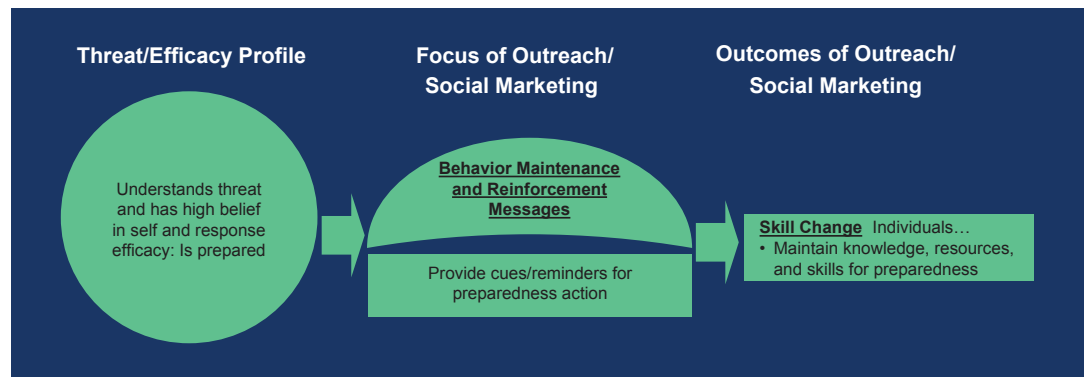 Threat/Efficacy Profile
Focus of Outreach/
Social Marketing
Outcomes of Outreach/
Social Marketing
Understands threat
and has high belief
in self and response
efficacy: Is prepared
Behavior Maintenance
and Reinforcement
Messages
Provide cues/reminders for
preparedness action
Skill Change Individuals…
• Maintain knowledge, resources,
and skills for preparedness